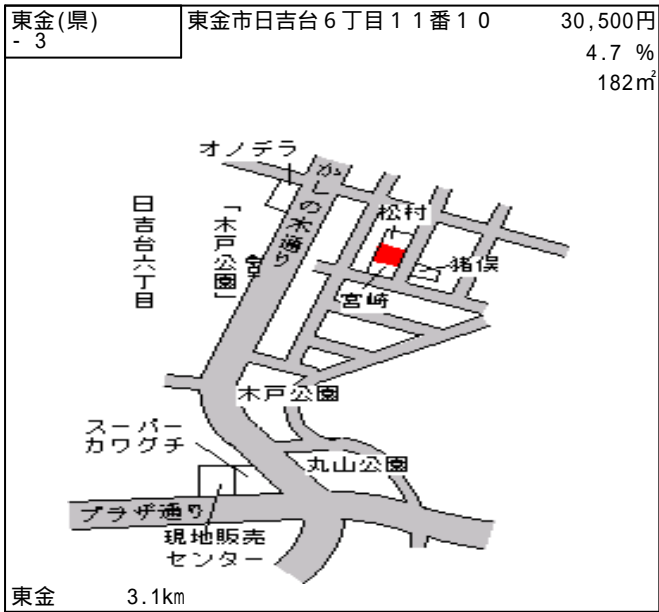 東金(県)
- 3
東金市日吉台６丁目１１番１０
30,500円
4.7 %
182㎡
オノデラ
かしの木通り
日吉台六丁目
「木戸公園」
松村
猪俣
宮崎
木戸公園
スーパー
カワグチ
丸山公園
プラザ通り
現地販売
センター
東金 3.1km